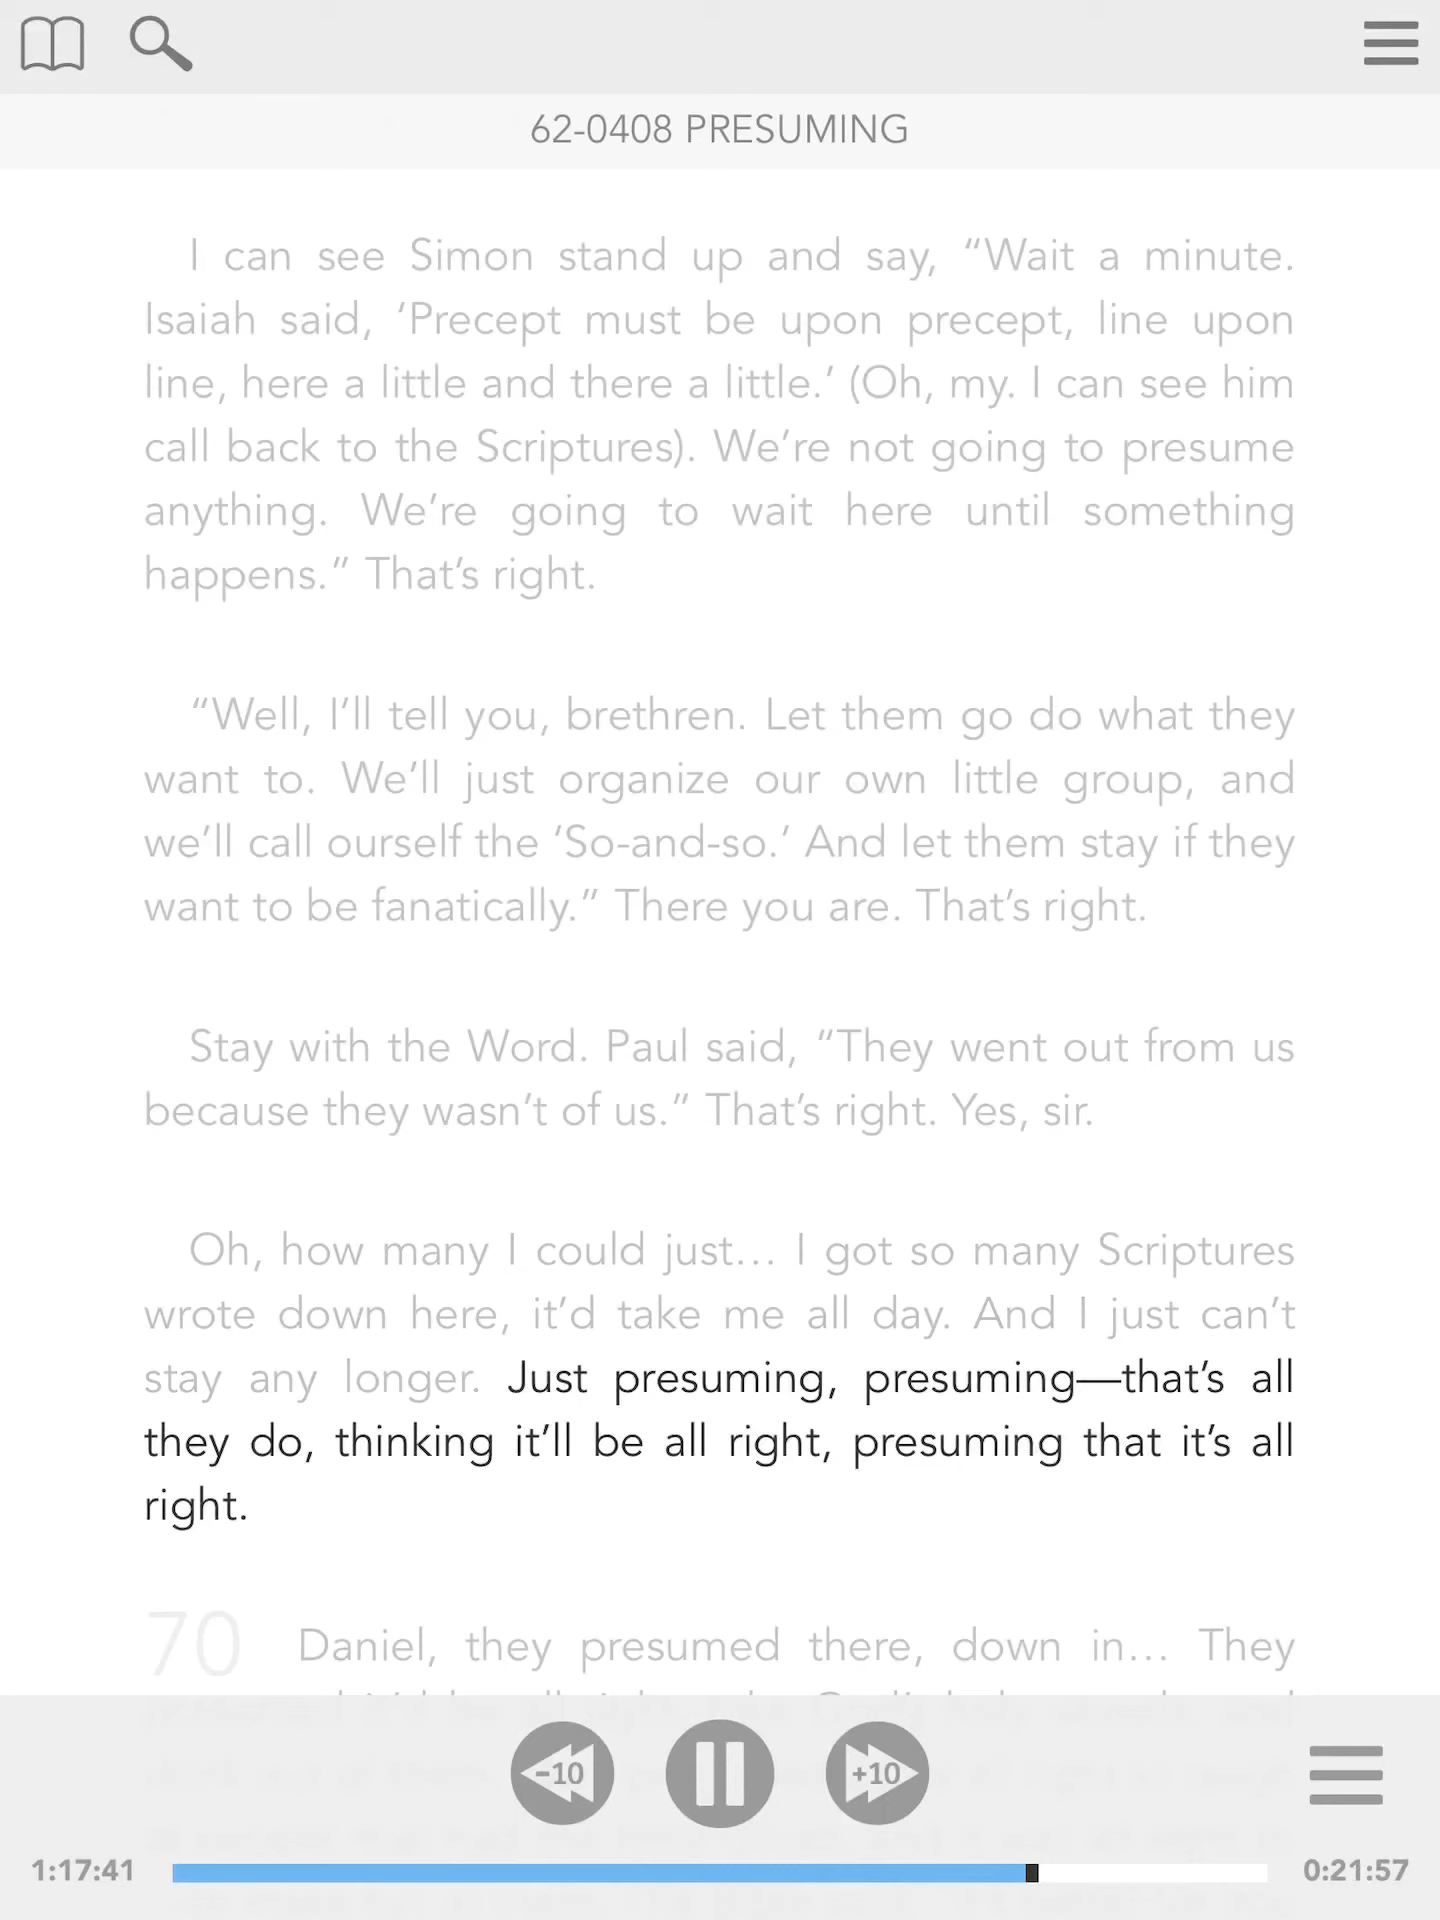 62-0408 PRESUMING
I can see Simon stand up and say, “Wait a minute.
Isaiah said, ‘Precept must be upon precept, line upon
line, here a little and there a little.’ (Oh, my. I can see him
call back to the Scriptures). We’re not going to presume
anything. We’re going to wait here until something
happens.” That’s right.
“Well, I’ll tell you, brethren. Let them go do what they
want to. We’ll just organize our own little group, and
we’ll call ourself the ‘So-and-so.’ And let them stay if they
want to be fanatically.” There you are. That’s right.
Stay with the Word. Paul said, “They went out from us
because they wasn’t of us.” That’s right. Yes, sir.
Oh, how many I could just… I got so many Scriptures
wrote down here, it’d take me all day. And I just can’t
stay any longer. Just presuming, presuming—that’s all
they do, thinking it’ll be all right, presuming that it’s all
right.
70 Daniel, they presumed there, down in… They
-10 +10
1:17:41 0:21:57